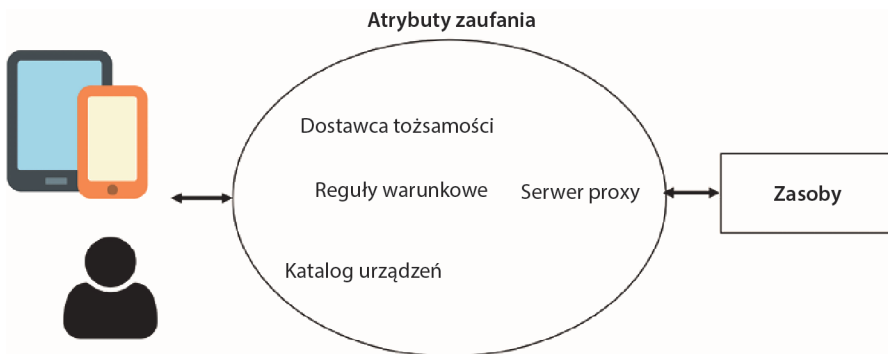 Atrybuty zaufania
Dostawca tożsamości
Reguły warunkowe
Serwer proxy
Zasoby
Katalog urządzeń